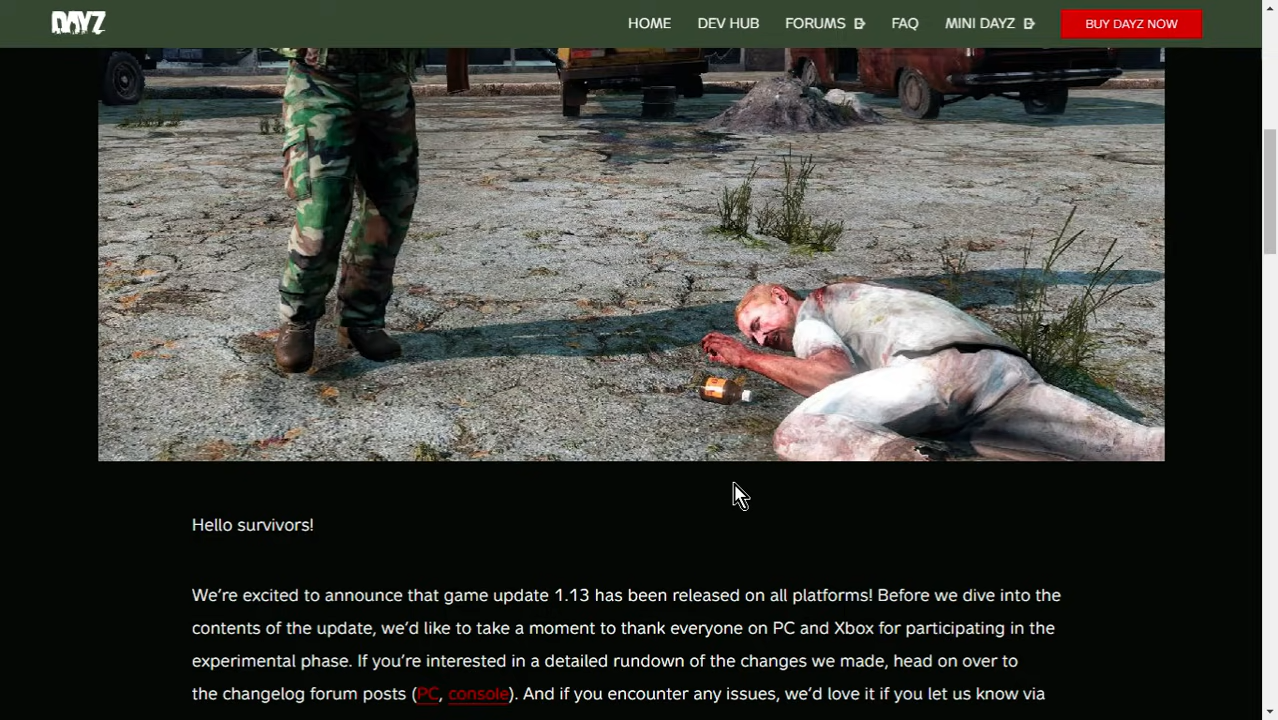 DAYZ
HOME DEV HUB FORUMS FAQ MINI DAYZ BUY DAYZ NOW
Hello survivors!
We’re excited to announce that game update 1.13 has been released on all platforms! Before we dive into the
contents of the update, we’d like to take a moment to thank everyone on PC and Xbox for participating in the
experimental phase. If you’re interested in a detailed rundown of the changes we made, head on over to
the changelog forum posts (PC, console). And if you encounter any issues, we’d love it if you let us know via